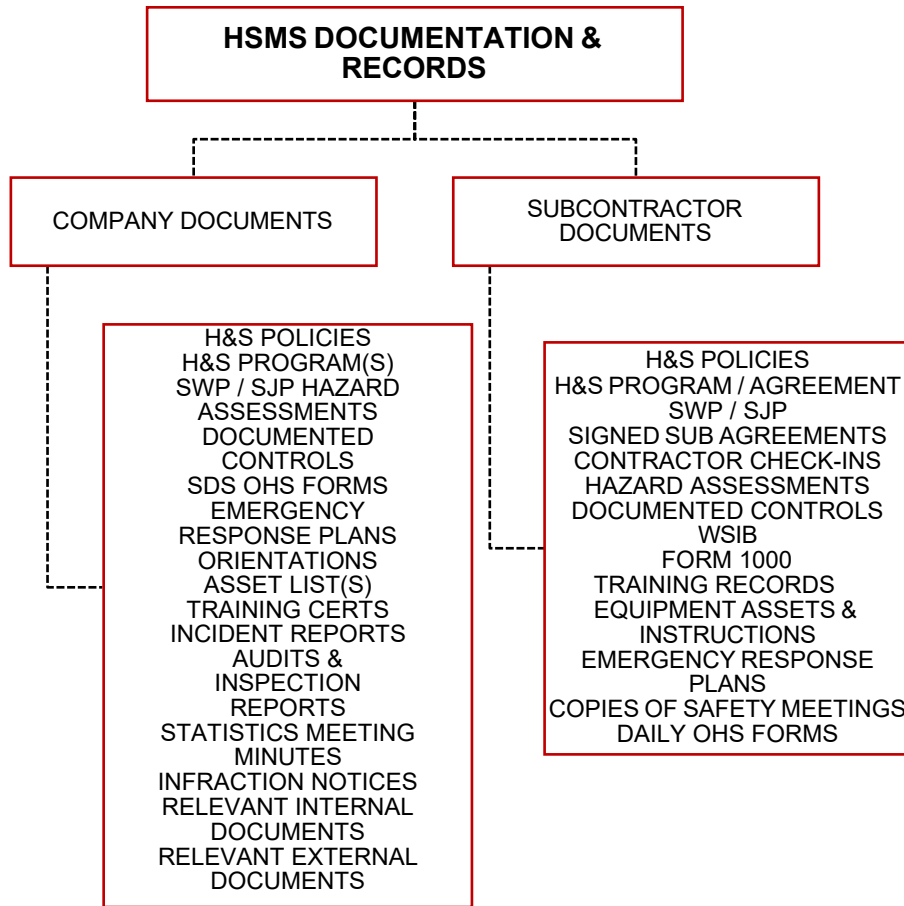 HSMS DOCUMENTATION &
RECORDS
COMPANY DOCUMENTS
SUBCONTRACTOR
DOCUMENTS
H&S POLICIES
H&S PROGRAM(S)
SWP / SJP HAZARD
ASSESSMENTS
DOCUMENTED
CONTROLS
SDS OHS FORMS
EMERGENCY
RESPONSE PLANS
ORIENTATIONS
ASSET LIST(S)
TRAINING CERTS
INCIDENT REPORTS
AUDITS &
INSPECTION
REPORTS
STATISTICS MEETING
MINUTES
INFRACTION NOTICES
RELEVANT INTERNAL
DOCUMENTS
RELEVANT EXTERNAL
DOCUMENTS
H&S POLICIES
H&S PROGRAM / AGREEMENT
SWP / SJP
SIGNED SUB AGREEMENTS
CONTRACTOR CHECK-INS
HAZARD ASSESSMENTS
DOCUMENTED CONTROLS
WSIB
FORM 1000
TRAINING RECORDS
EQUIPMENT ASSETS &
INSTRUCTIONS
EMERGENCY RESPONSE
PLANS
COPIES OF SAFETY MEETINGS
DAILY OHS FORMS